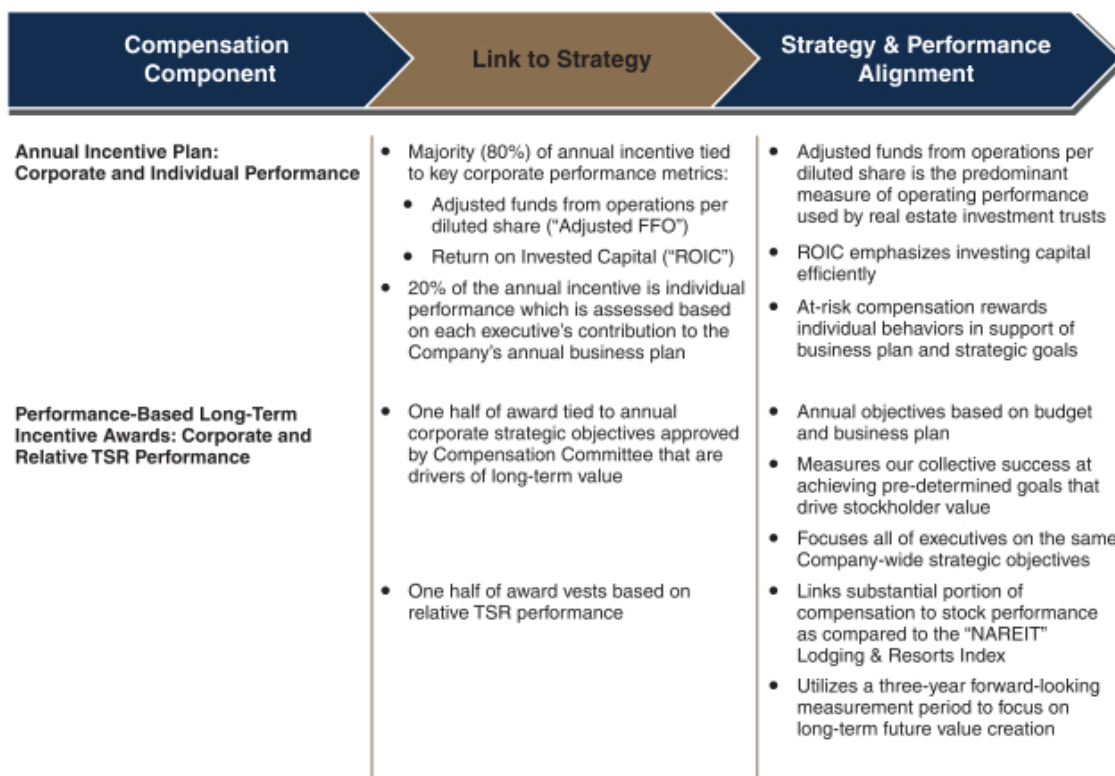 Compensation
Component
Link to Strategy
Strategy & Performance
Alignment
Annual Incentive Plan:
Corporate and Individual Performance
• Majority (80%) of annual incentive tied
to key corporate performance metrics:
• Adjusted funds from operations per
diluted share (“Adjusted FFO”)
• Return on Invested Capital (“ROIC”)
• 20% of the annual incentive is individual
performance which is assessed based
on each executive’s contribution to the
Company’s annual business plan
• Adjusted funds from operations per
diluted share is the predominant
measure of operating performance
used by real estate investment trusts
• ROIC emphasizes investing capital
efficiently
• At-risk compensation rewards
individual behaviors in support of
business plan and strategic goals
Performance-Based Long-Term
Incentive Awards: Corporate and
Relative TSR Performance
• One half of award tied to annual
corporate strategic objectives approved
by Compensation Committee that are
drivers of long-term value
• Annual objectives based on budget
and business plan
• Measures our collective success at
achieving pre-determined goals that
drive stockholder value
• Focuses all of executives on the same
Company-wide strategic objectives
• One half of award vests based on
relative TSR performance
• Links substantial portion of
compensation to stock performance
as compared to the “NAREIT”
Lodging & Resorts Index
• Utilizes a three-year forward-looking
measurement period to focus on
long-term future value creation